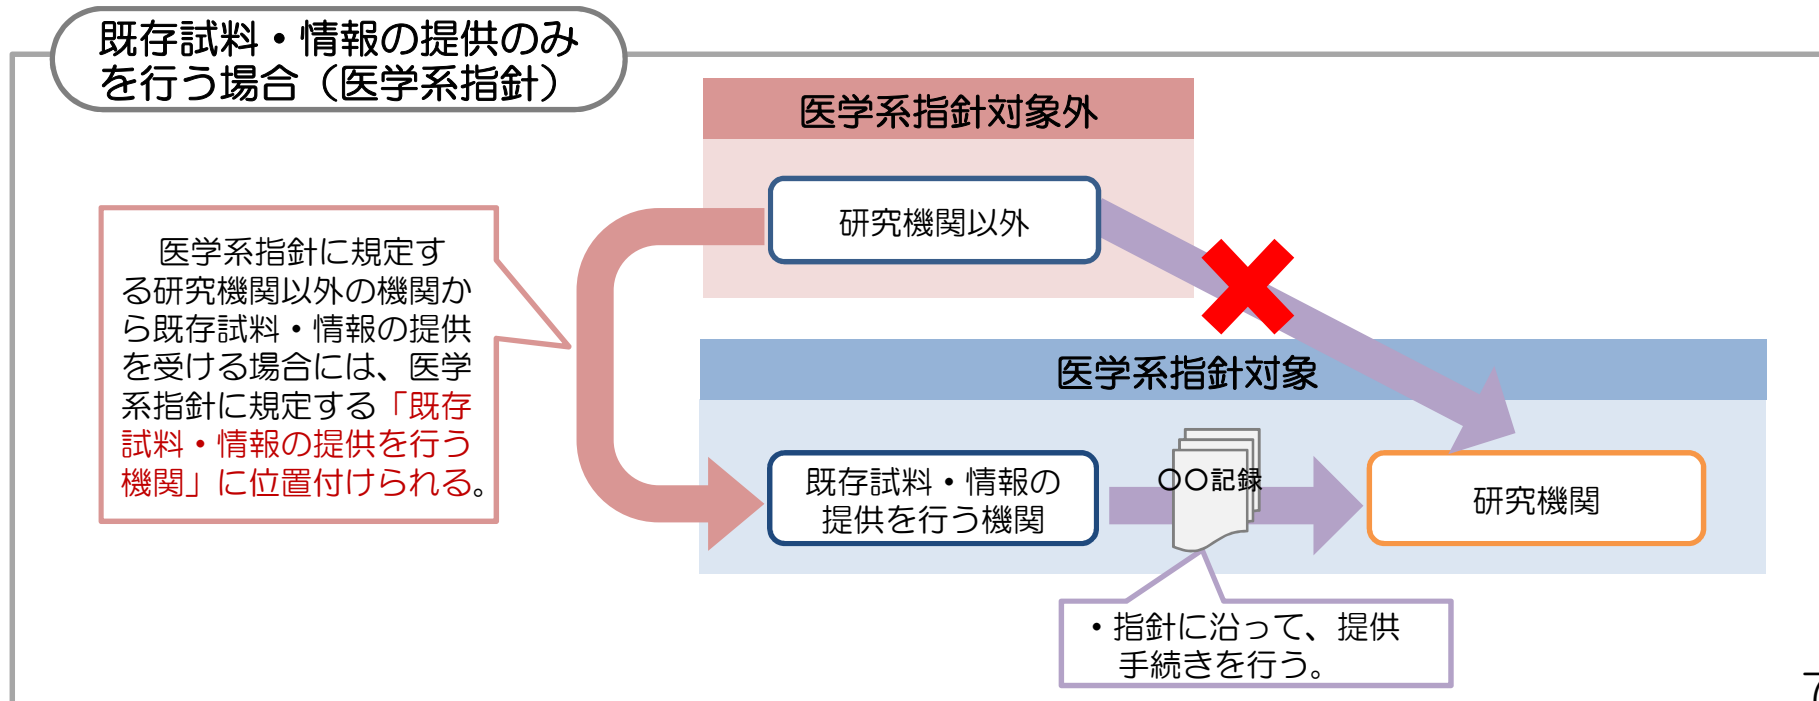 既存試料・情報の提供のみ
を行う場合（医学系指針）
医学系指針対象外
研究機関以外
医学系指針に規定す
る研究機関以外の機関か
ら既存試料・情報の提供
を受ける場合には、医学
系指針に規定する「既存
試料・情報の提供を行う
機関」に位置付けられる。
医学系指針対象
既存試料・情報の
提供を行う機関
〇〇記録
研究機関
・指針に沿って、提供
手続きを行う。
7